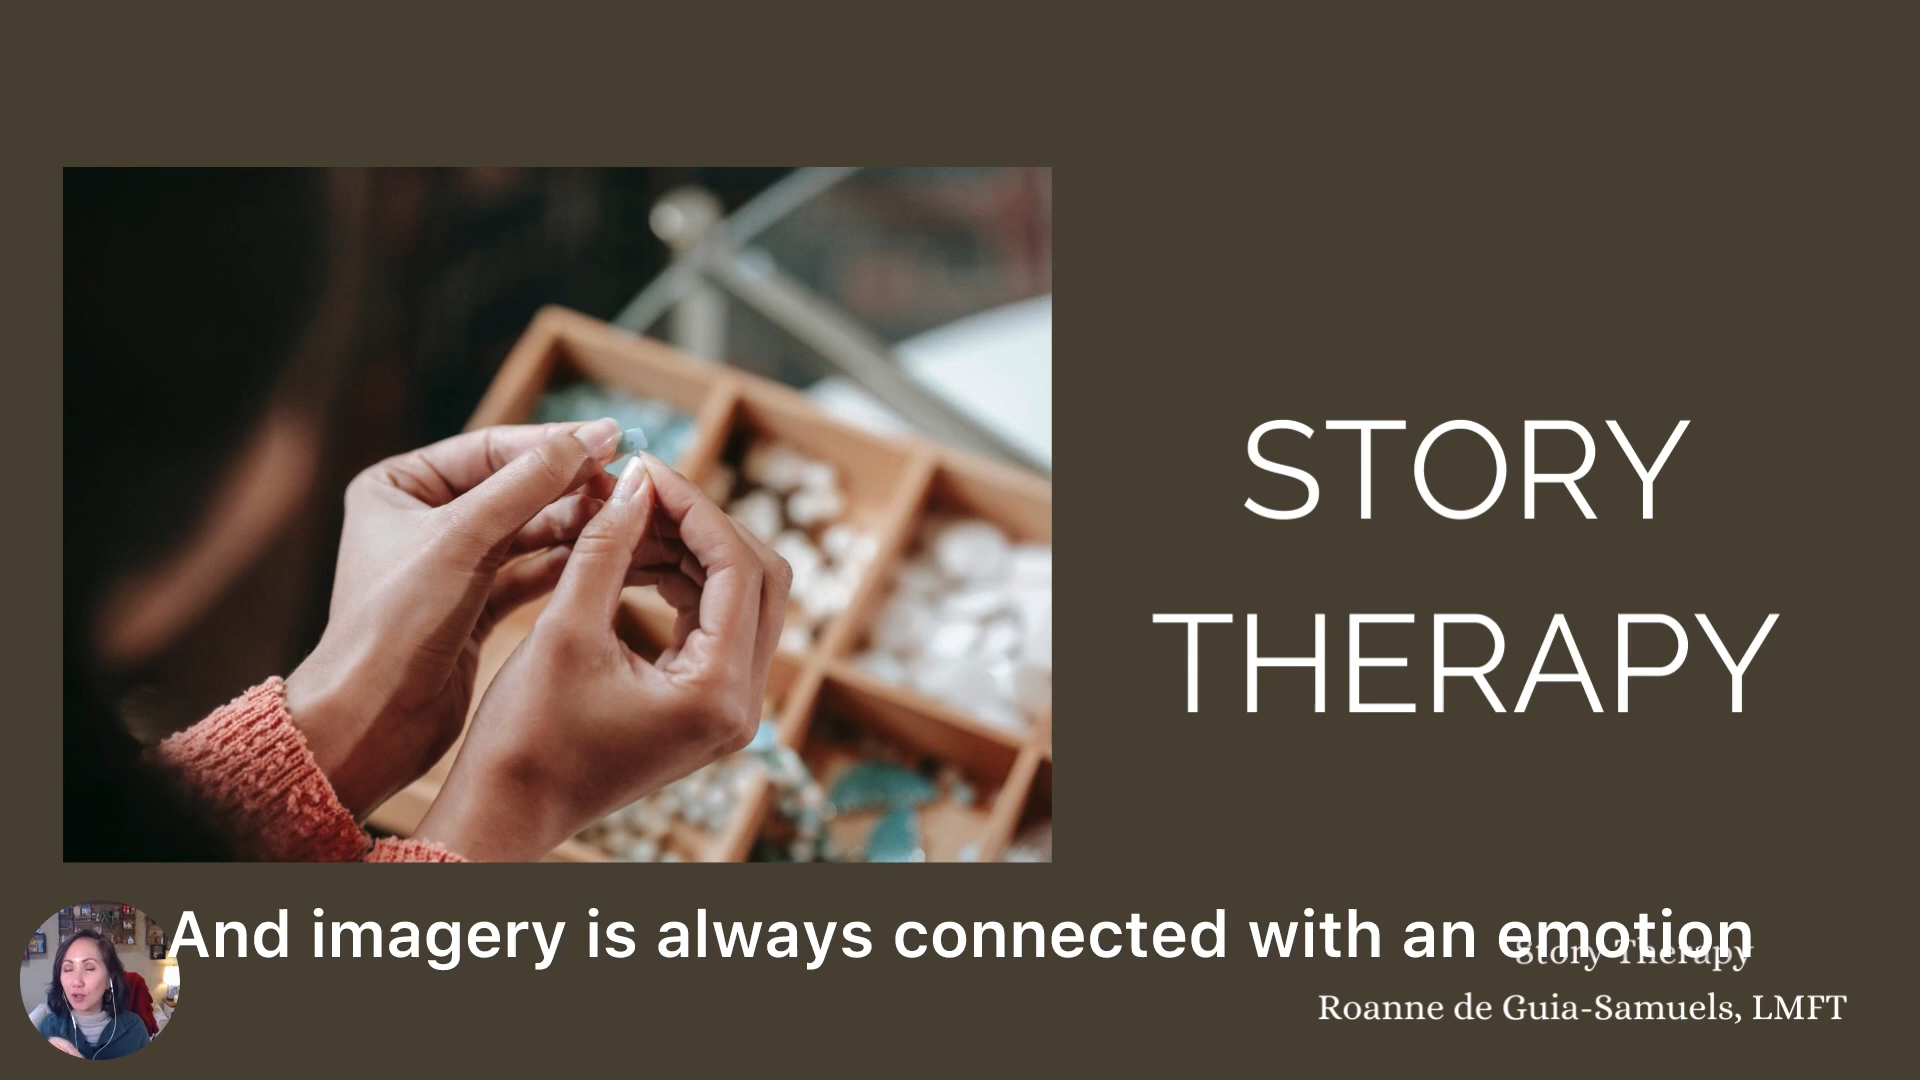 STORY
THERAPY
And imagery is always connected with an emotion
Story Therapy
Roanne de Guia-Samuels, LMFT